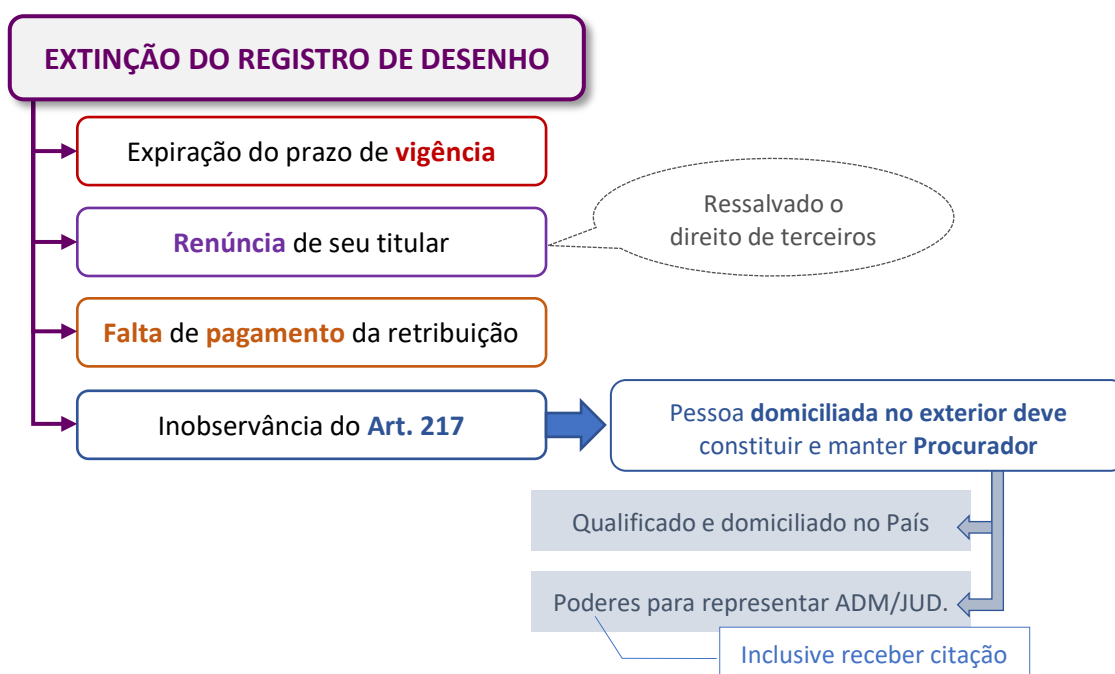 EXTINÇÃO DO REGISTRO DE DESENHO
Expiração do prazo de vigência
Renúncia de seu titular
Ressalvado o
direito de terceiros
Falta de pagamento da retribuição
Inobservância do Art. 217
Pessoa domiciliada no exterior deve
constituir e manter Procurador
Qualificado e domiciliado no País
Poderes para representar ADM/JUD.
Inclusive receber citação